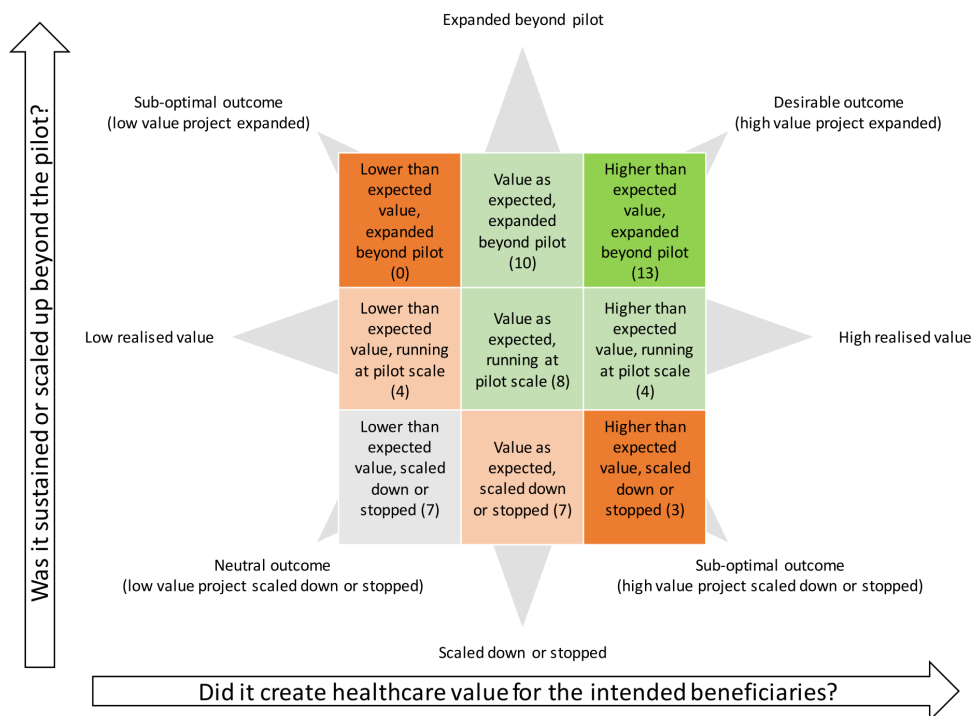 Expanded beyond pilot
Was it sustained or scaled up beyond the pilot?
Sub-optimal outcome
(low value project expanded)
Desirable outcome
(high value project expanded)
Lower than
expected
value,
expanded
beyond pilot
(0)
Value as
expected,
expanded
beyond pilot
(10)
Higher than
expected
value,
expanded
beyond pilot
(13)
Low realised value
Lower than
expected
value, running
at pilot scale
(4)
Value as
expected,
running at
pilot scale (8)
Higher than
expected
value, running
at pilot scale
(4)
High realised value
Lower than
expected
value, scaled
down or
stopped (7)
Value as
expected,
scaled down
or stopped (7)
Higher than
expected
value, scaled
down or
stopped (3)
Neutral outcome
(low value project scaled down or stopped)
Sub-optimal outcome
(high value project scaled down or stopped)
Scaled down or stopped
Did it create healthcare value for the intended beneficiaries?